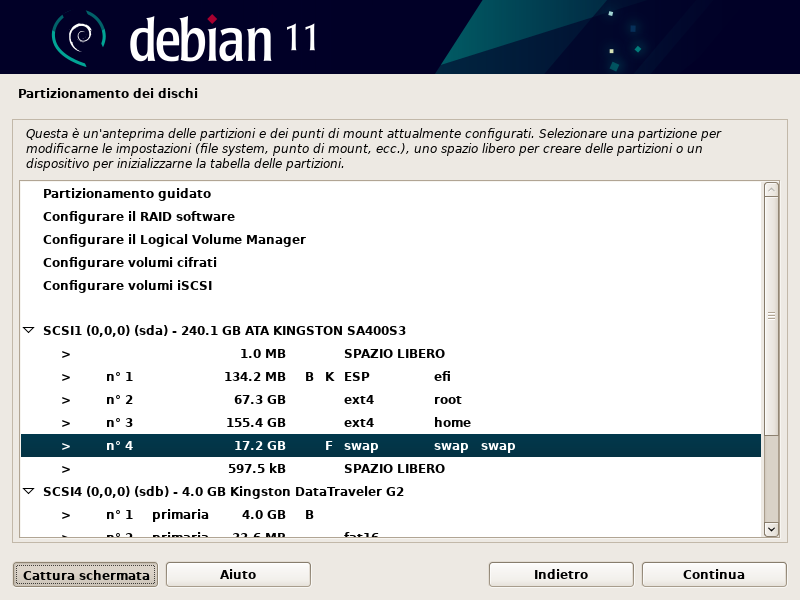 debian 11
Partizionamento dei dischi
Questa è un'anteprima delle partizioni e dei punti di mount attualmente configurati. Selezionare una partizione per
modificarne le impostazioni (file system, punto di mount, ecc.), uno spazio libero per creare delle partizioni o un
dispositivo per inizializzarne la tabella delle partizioni.
Partizionamento guidato
Configurare il RAID software
Configurare il Logical Volume Manager
Configurare volumi cifrati
Configurare volumi iSCSI
SCSI1 (0,0,0) (sda) - 240.1 GB ATA KINGSTON SA400S3
> 1.0 MB SPAZIO LIBERO
> n° 1 134.2 MB B K ESP efi
> n° 2 67.3 GB ext4 root
> n° 3 155.4 GB ext4 home
> n° 4 17.2 GB F swap swap swap
> 597.5 kB SPAZIO LIBERO
SCSI4 (0,0,0) (sdb) - 4.0 GB Kingston DataTraveler G2
> n° 1 primaria 4.0 GB B
> n° 2 primaria 33.6 MB fat16
Cattura schermata Aiuto Indietro Continua